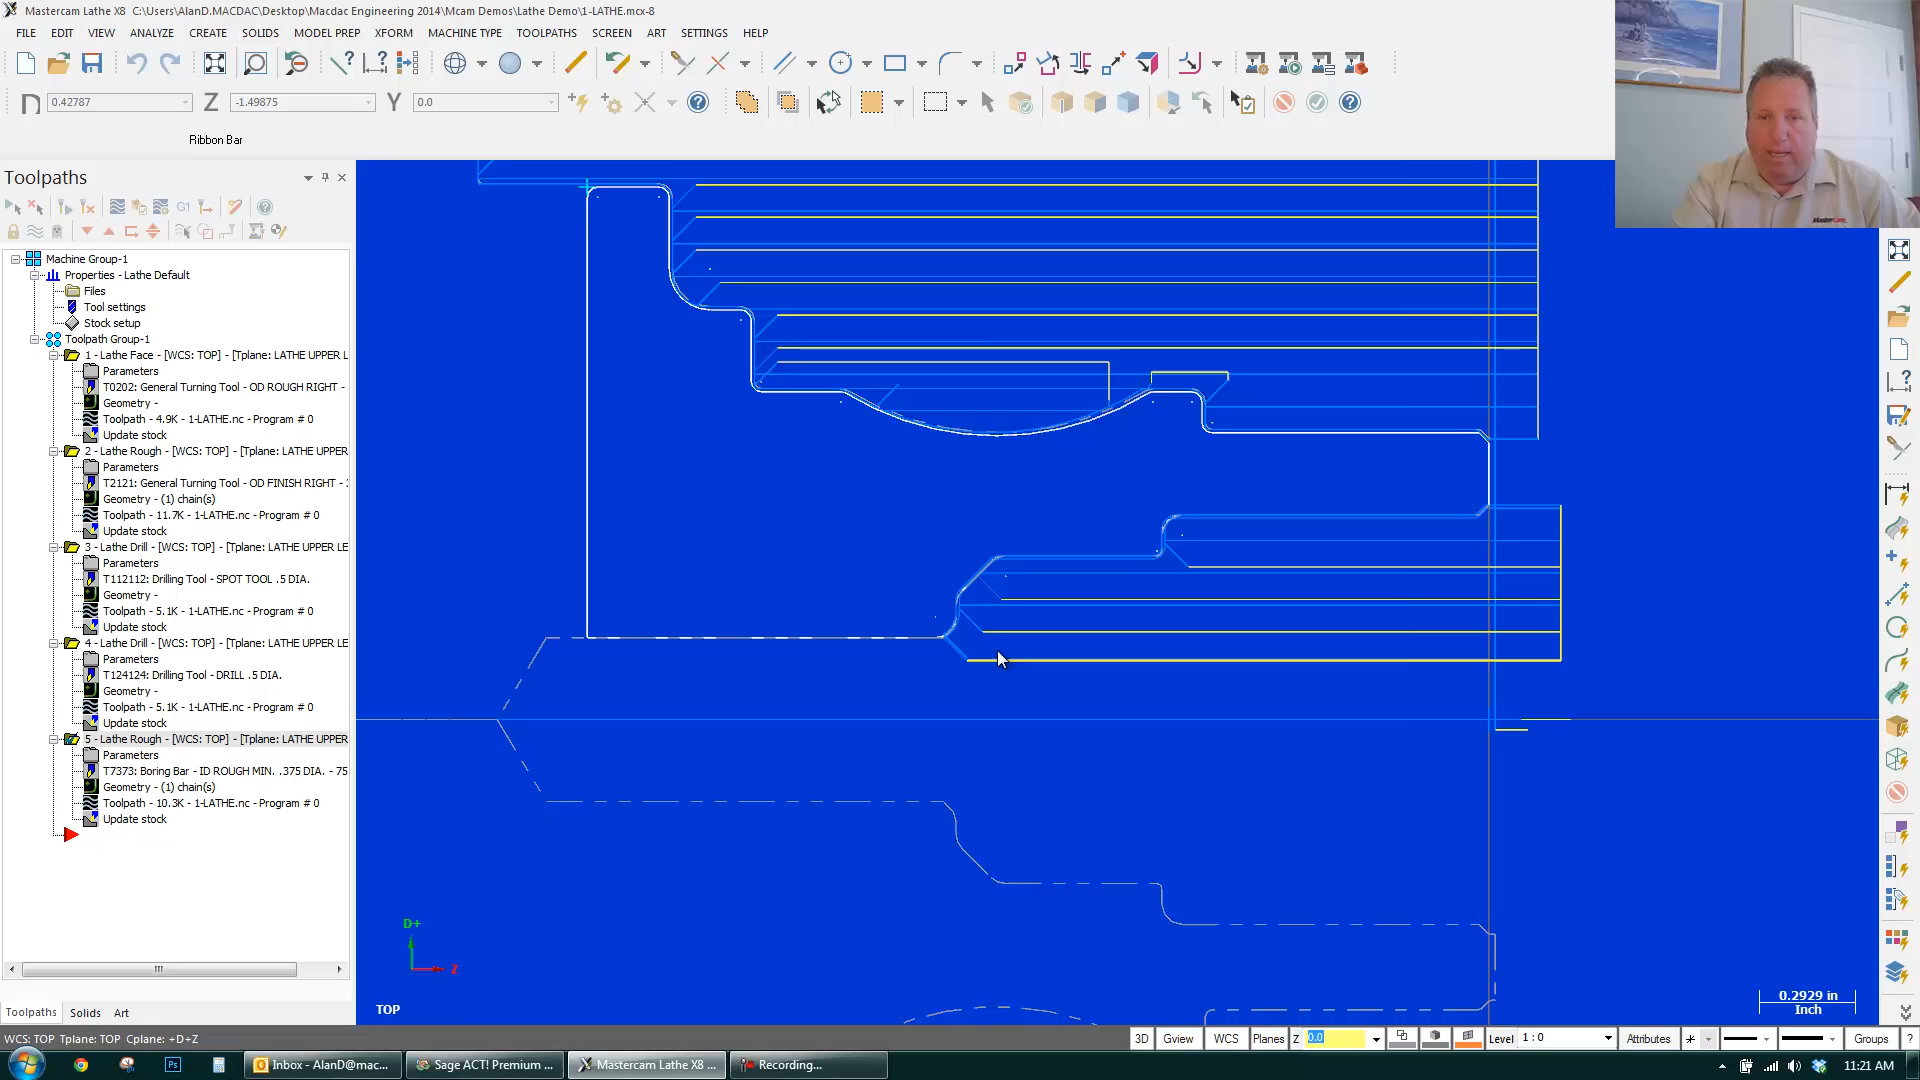 Mastercam Lathe X8 C:\Users\AlanD.MACDAC\Desktop\Macdac Engineering 2014\Mcam Demos\Lathe Demo\1-LATHE.mcx-8
FILE EDIT VIEW ANALYZE CREATE SOLIDS MODEL PREP XFORM MACHINE TYPE TOOLPATHS SCREEN ART SETTINGS HELP
0.42787 Z -1.49875 Y 0.0
Ribbon Bar
Toolpaths
G1
Machine Group-1
Properties - Lathe Default
Files
Tool settings
Stock setup
Toolpath Group-1
1 - Lathe Face - [WCS: TOP] - [Tplane: LATHE UPPER L
Parameters
T0202: General Turning Tool - OD ROUGH RIGHT -
Geometry -
Toolpath - 4.9K - 1-LATHE.nc - Program # 0
Update stock
2 - Lathe Rough - [WCS: TOP] - [Tplane: LATHE UPPER
Parameters
T2121: General Turning Tool - OD FINISH RIGHT - 
Geometry - (1) chain(s)
Toolpath - 11.7K - 1-LATHE.nc - Program # 0
Update stock
3 - Lathe Drill - [WCS: TOP] - [Tplane: LATHE UPPER LE
Parameters
T112112: Drilling Tool - SPOT TOOL .5 DIA.
Geometry -
Toolpath - 5.1K - 1-LATHE.nc - Program # 0
Update stock
4 - Lathe Drill - [WCS: TOP] - [Tplane: LATHE UPPER LE
Parameters
T124124: Drilling Tool - DRILL .5 DIA.
Geometry -
Toolpath - 5.1K - 1-LATHE.nc - Program # 0
Update stock
5 - Lathe Rough - [WCS: TOP] - [Tplane: LATHE UPPER
Parameters
T7373: Boring Bar - ID ROUGH MIN. .375 DIA. - 75
Geometry - (1) chain(s)
Toolpath - 10.3K - 1-LATHE.nc - Program # 0
Update stock
D+
Z
TOP
0.2929 in
Inch
Toolpaths Solids Art
WCS: TOP Tplane: TOP Cplane: +D+Z
3D Gview WCS Planes Z 0.0 Level 1 : 0 Attributes Groups ?
Inbox - AlanD@mac... Sage ACT! Premium ... Mastercam Lathe X8 ... Recording...
11:21 AM